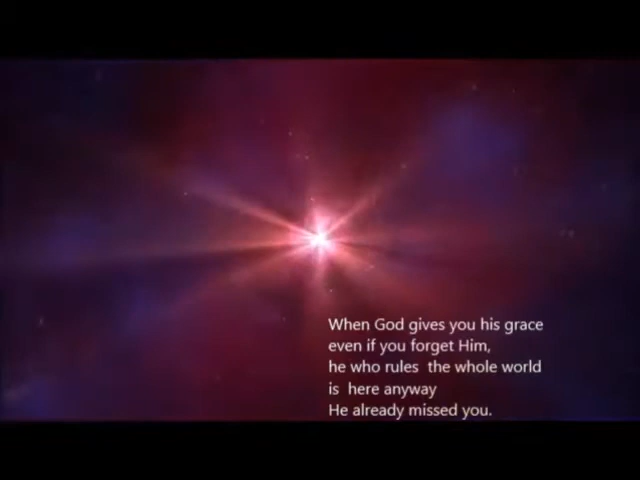 When God gives you his grace
even if you forget Him,
he who rules  the whole world
is  here anyway
He already missed you.